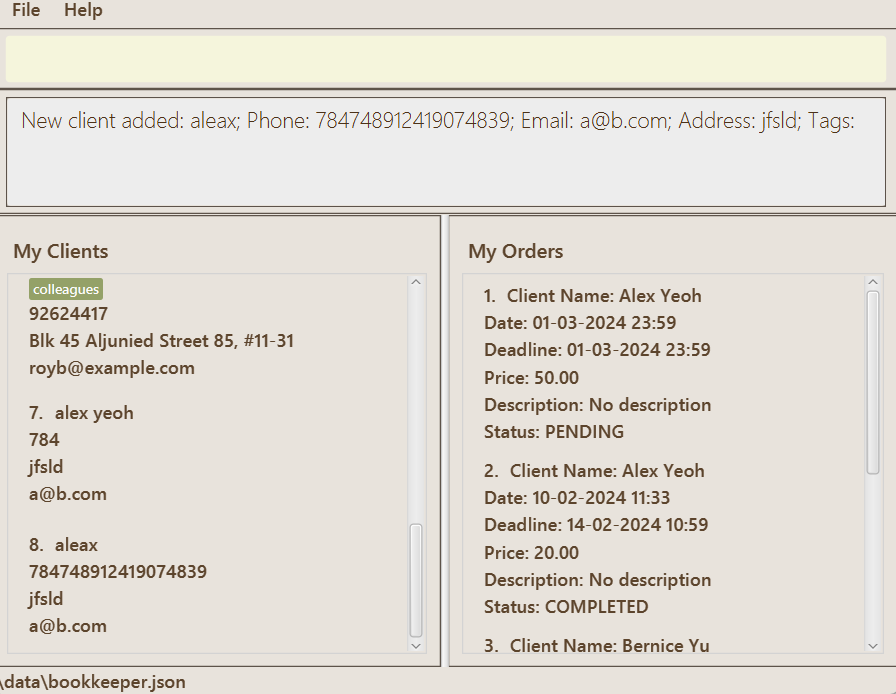 File Help
New client added: aleax; Phone: 784748912419074839; Email: a@b.com; Address: jfsld; Tags:
My Clients
colleagues
92624417
Blk 45 Aljunied Street 85, #11-31
royb@example.com
7. alex yeoh
784
jfsld
a@b.com
8. aleax
784748912419074839
jfsld
a@b.com
My Orders
1. Client Name: Alex Yeoh
Date: 01-03-2024 23:59
Deadline: 01-03-2024 23:59
Price: 50.00
Description: No description
Status: PENDING
2. Client Name: Alex Yeoh
Date: 10-02-2024 11:33
Deadline: 14-02-2024 10:59
Price: 20.00
Description: No description
Status: COMPLETED
3. Client Name: Bernice Yu
\data\bookkeeper.json